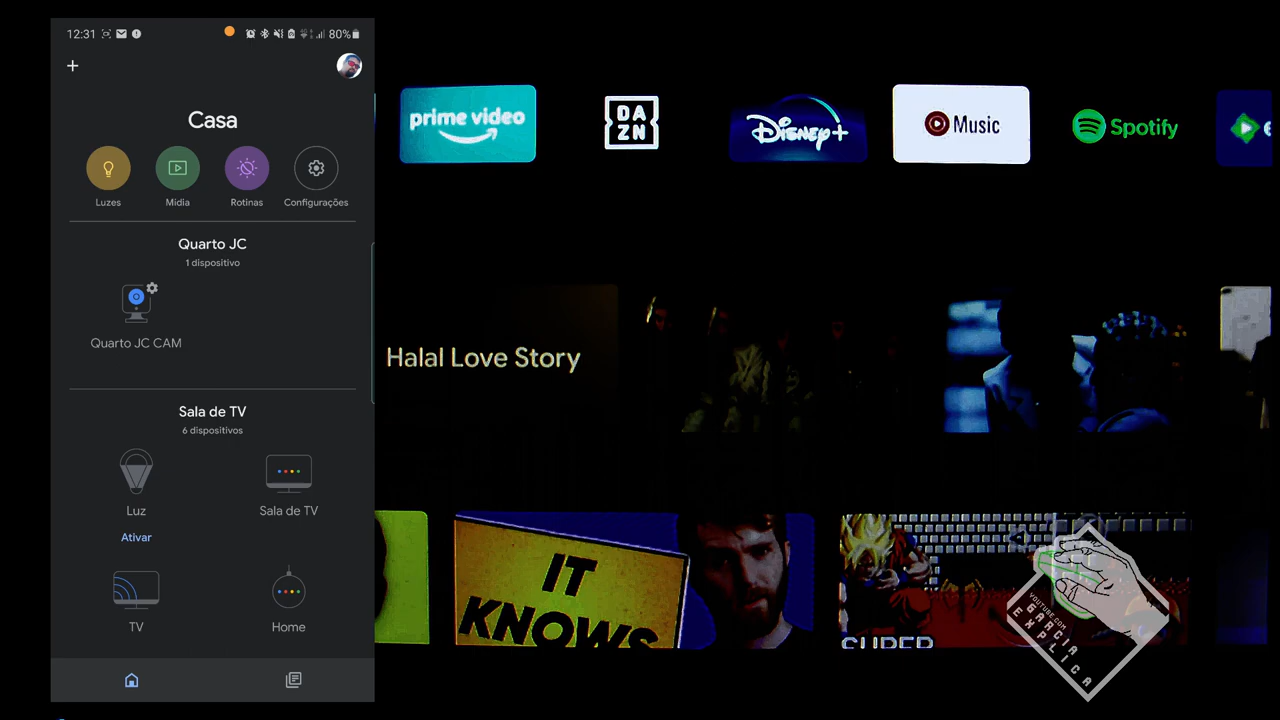 12:31
80%
Casa
Luzes
Mídia
Rotinas
Configurações
Quarto JC
1 dispositivo
Quarto JC CAM
Sala de TV
6 dispositivos
Luz
Sala de TV
Ativar
TV
Home
prime video
DAZN
Disney+
Music
Spotify
Halal Love Story
IT
KNOWS
SUPER
YOUTUBE.COM
GARCIA
EXPLICA